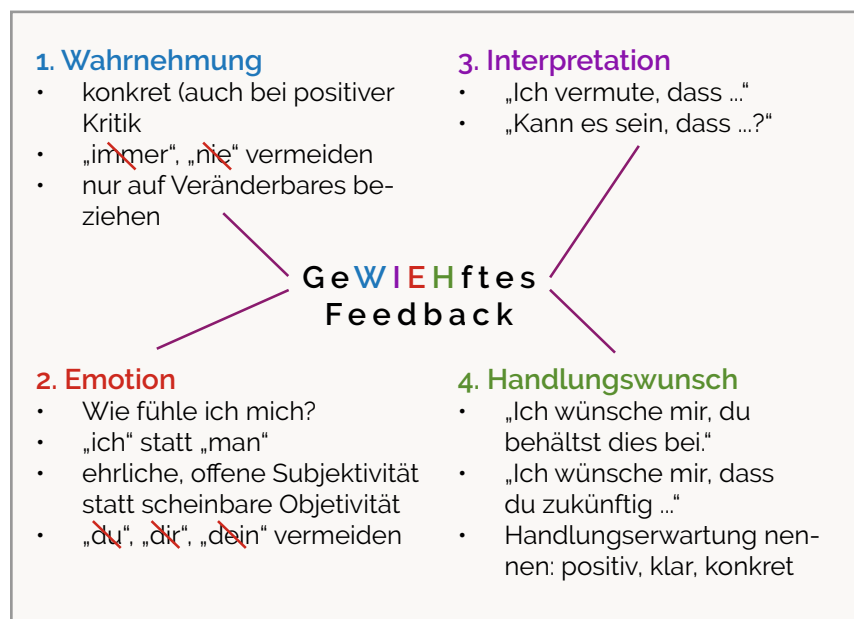 1. Wahrnehmung
• konkret (auch bei positiver
Kritik
• „immer“, „nie“ vermeiden
• nur auf Veränderbares be-
ziehen
3. Interpretation
• „Ich vermute, dass ...“
• „Kann es sein, dass ...?“
GeWIEHftes
Feedback
2. Emotion
• Wie fühle ich mich?
• „ich“ statt „man“
• ehrliche, offene Subjektivität
statt scheinbare Objetivität
• „du“, „dir“, „dein“ vermeiden
4. Handlungswunsch
• „Ich wünsche mir, du
behältst dies bei.“
• „Ich wünsche mir, dass
du zukünftig ...“
• Handlungserwartung nen-
nen: positiv, klar, konkret